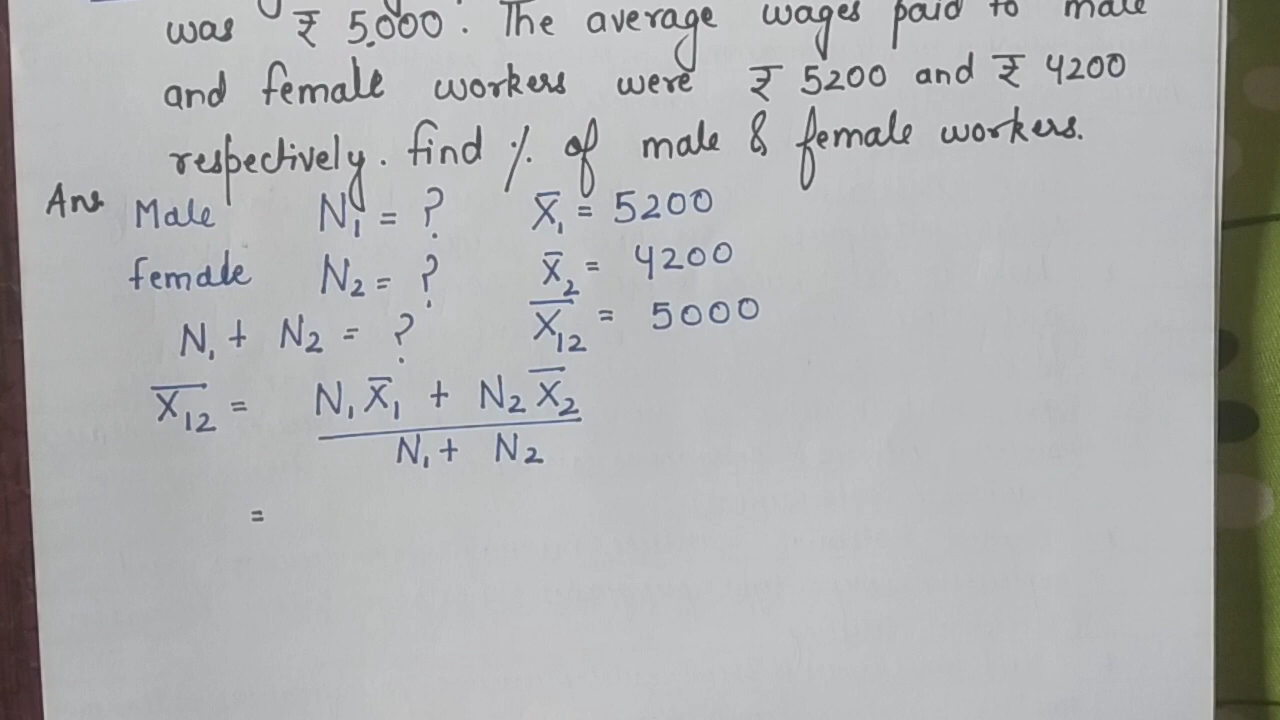 was ₹ 5,000. The average wages paid to male
and female workers were ₹ 5200 and ₹ 4200
respectively. find % of male & female workers.
Ans Male N₁ = ? X̄₁ = 5200
female N₂ = ? X̄₂ = 4200
N₁ + N₂ = ? X̄₁₂ = 5000
X̄₁₂ = N₁X̄₁ + N₂X̄₂
N₁ + N₂
=